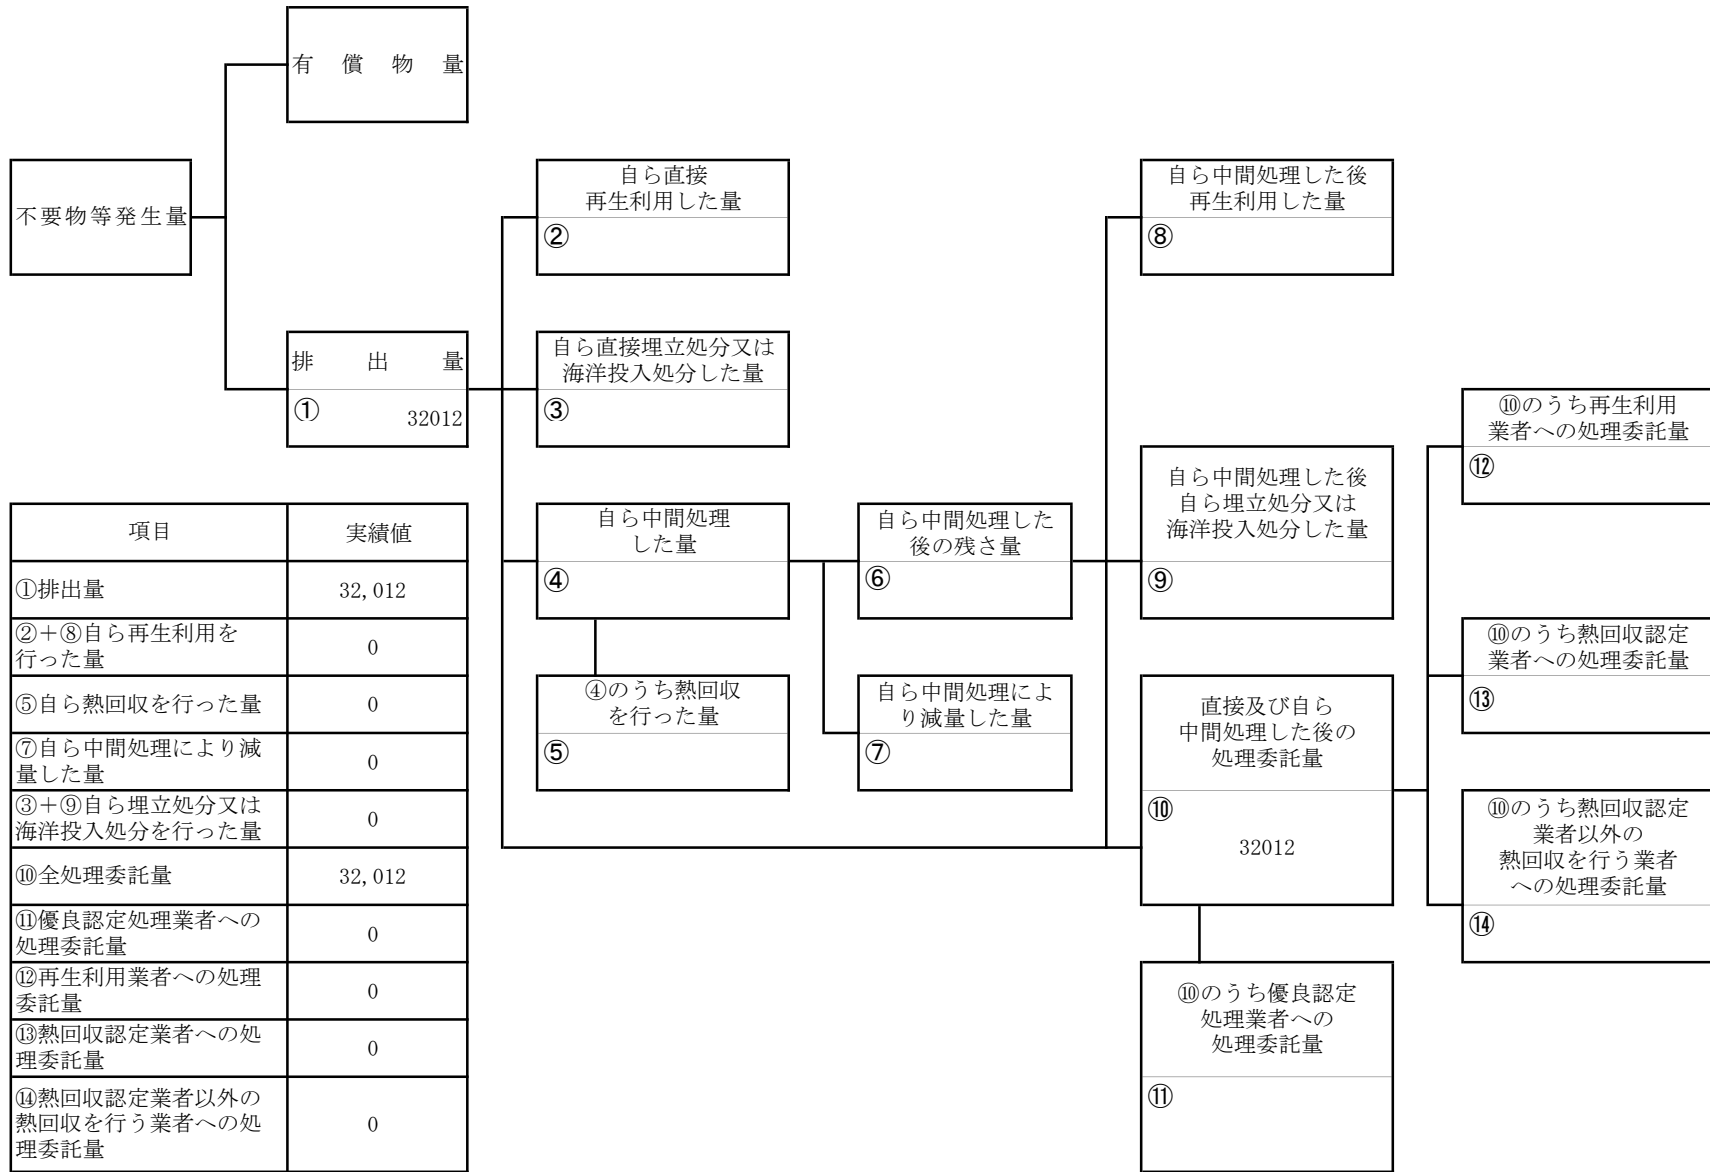 有償物量
不要物等発生量
排出量
①
32012
自ら直接
再生利用した量
②
自ら直接埋立処分又は
海洋投入処分した量
③
自ら中間処理
した量
④
④のうち熱回収
を行った量
⑤
自ら中間処理した
後の残さ量
⑥
自ら中間処理によ
り減量した量
⑦
自ら中間処理した後
再生利用した量
⑧
自ら中間処理した後
自ら埋立処分又は
海洋投入処分した量
⑨
直接及び自ら
中間処理した後の
処理委託量
⑩
32012
⑩のうち優良認定
処理業者への
処理委託量
⑪
⑩のうち再生利用
業者への処理委託量
⑫
⑩のうち熱回収認定
業者への処理委託量
⑬
⑩のうち熱回収認定
業者以外の
熱回収を行う業者
への処理委託量
⑭
項目 実績値
①排出量 32,012
②+⑧自ら再生利用を
行った量 0
⑤自ら熱回収を行った量 0
⑦自ら中間処理により減
量した量 0
③+⑨自ら埋立処分又は
海洋投入処分を行った量 0
⑩全処理委託量 32,012
⑪優良認定処理業者への
処理委託量 0
⑫再生利用業者への処理
委託量 0
⑬熱回収認定業者への処
理委託量 0
⑭熱回収認定業者以外の
熱回収を行う業者への処
理委託量 0